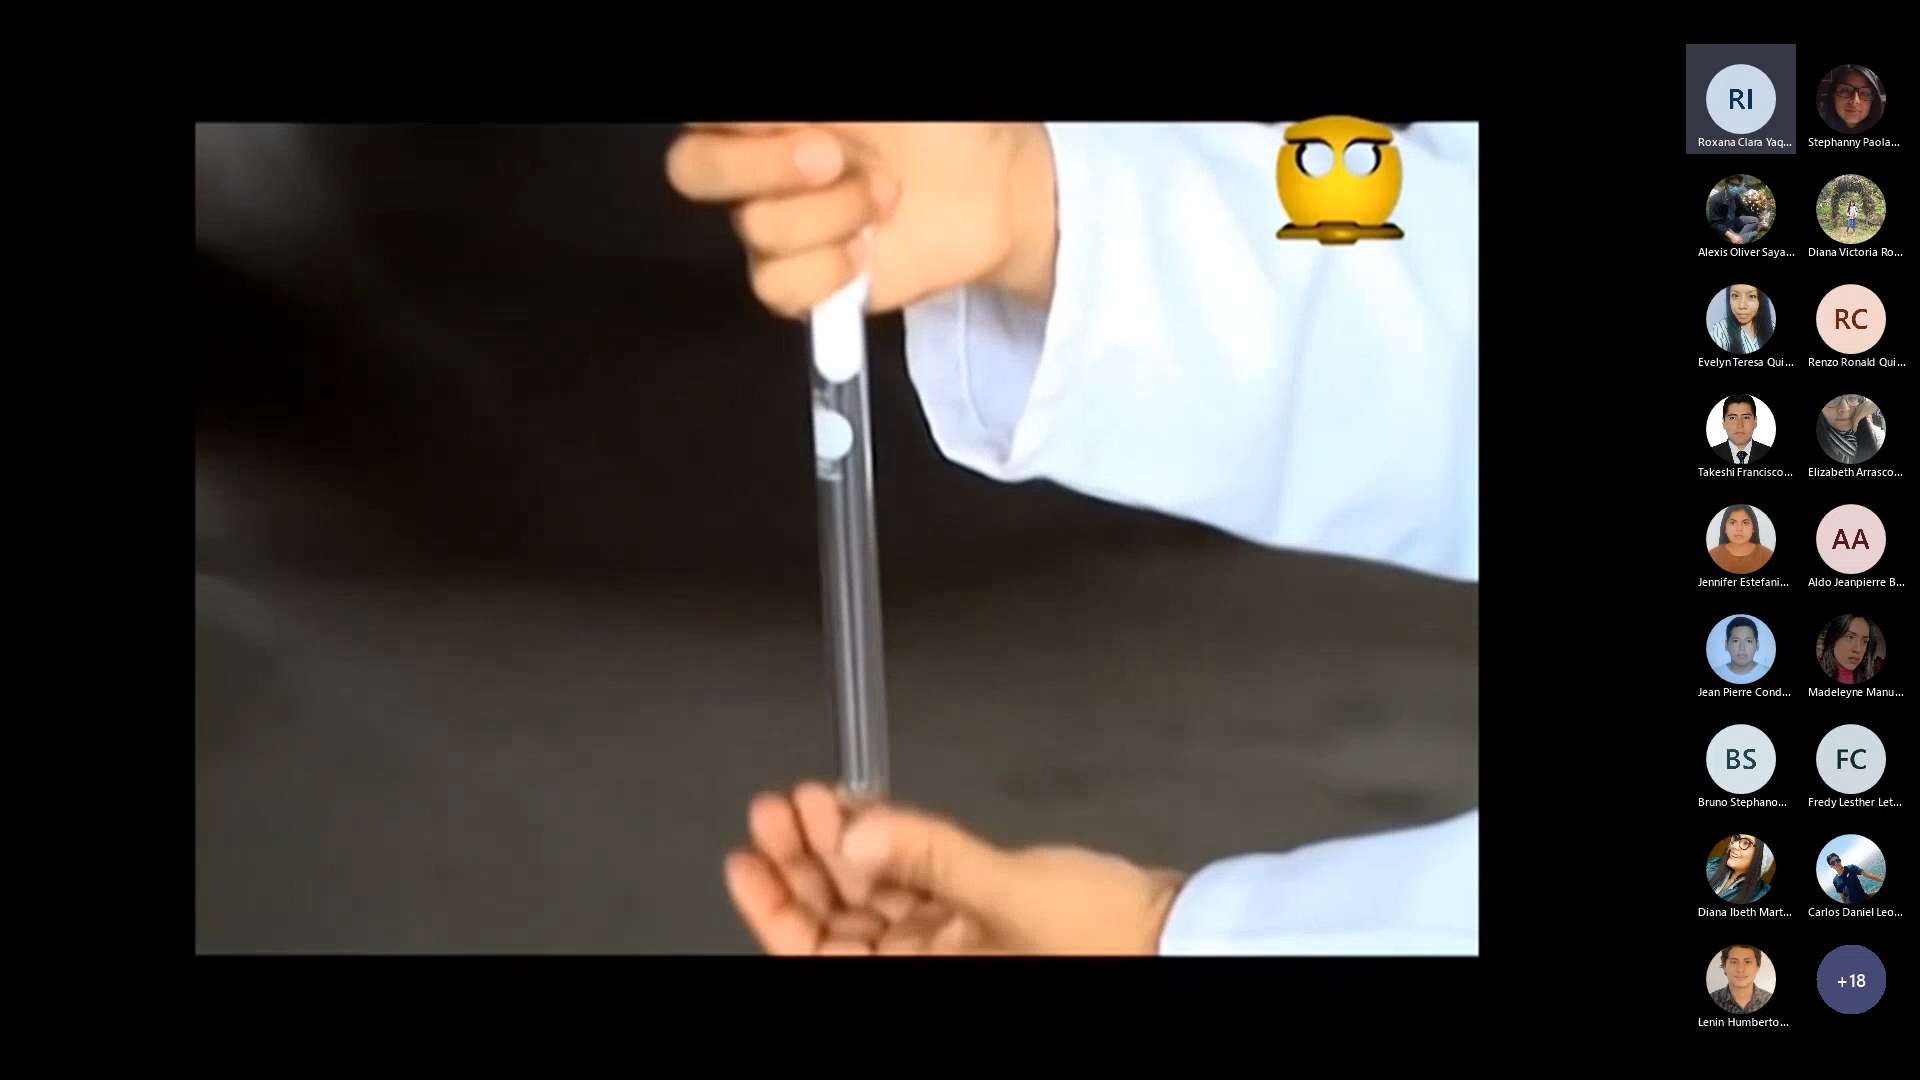 RI
Roxana Clara Yaq...
Stephanny Paola...
Alexis Oliver Saya...
Diana Victoria Ro...
Evelyn Teresa Qui...
RC
Renzo Ronald Qui...
Takeshi Francisco...
Elizabeth Arrasco...
Jennifer Estefani...
AA
Aldo Jeanpierre B...
Jean Pierre Cond...
Madeleyne Manu...
BS
Bruno Stephano...
FC
Fredy Lesther Let...
Diana Ibeth Mart...
Carlos Daniel Leo...
Lenin Humberto...
+18